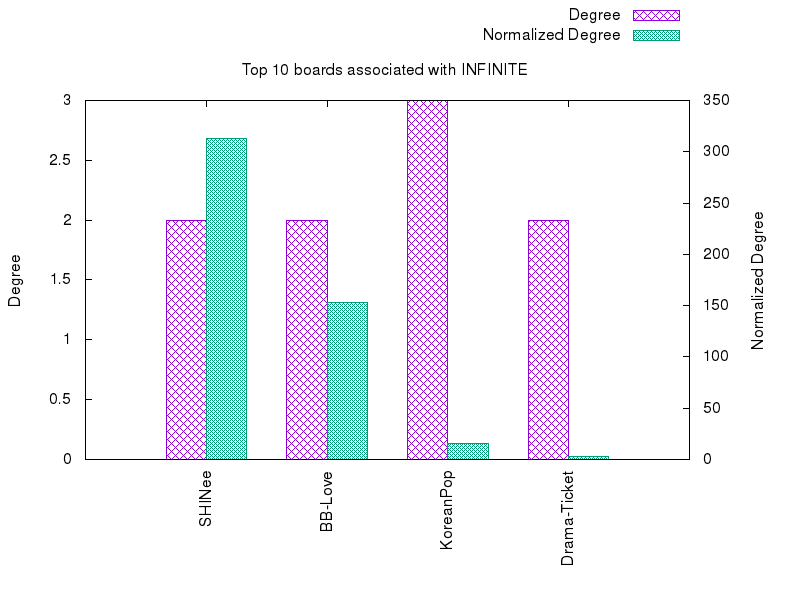 Degree
Normalized Degree
Top 10 boards associated with INFINITE
3
2.5
2
1.5
1
0.5
0
Degree
350
300
250
200
150
100
50
0
Normalized Degree
SHINee
BB-Love
KoreanPop
Drama-Ticket